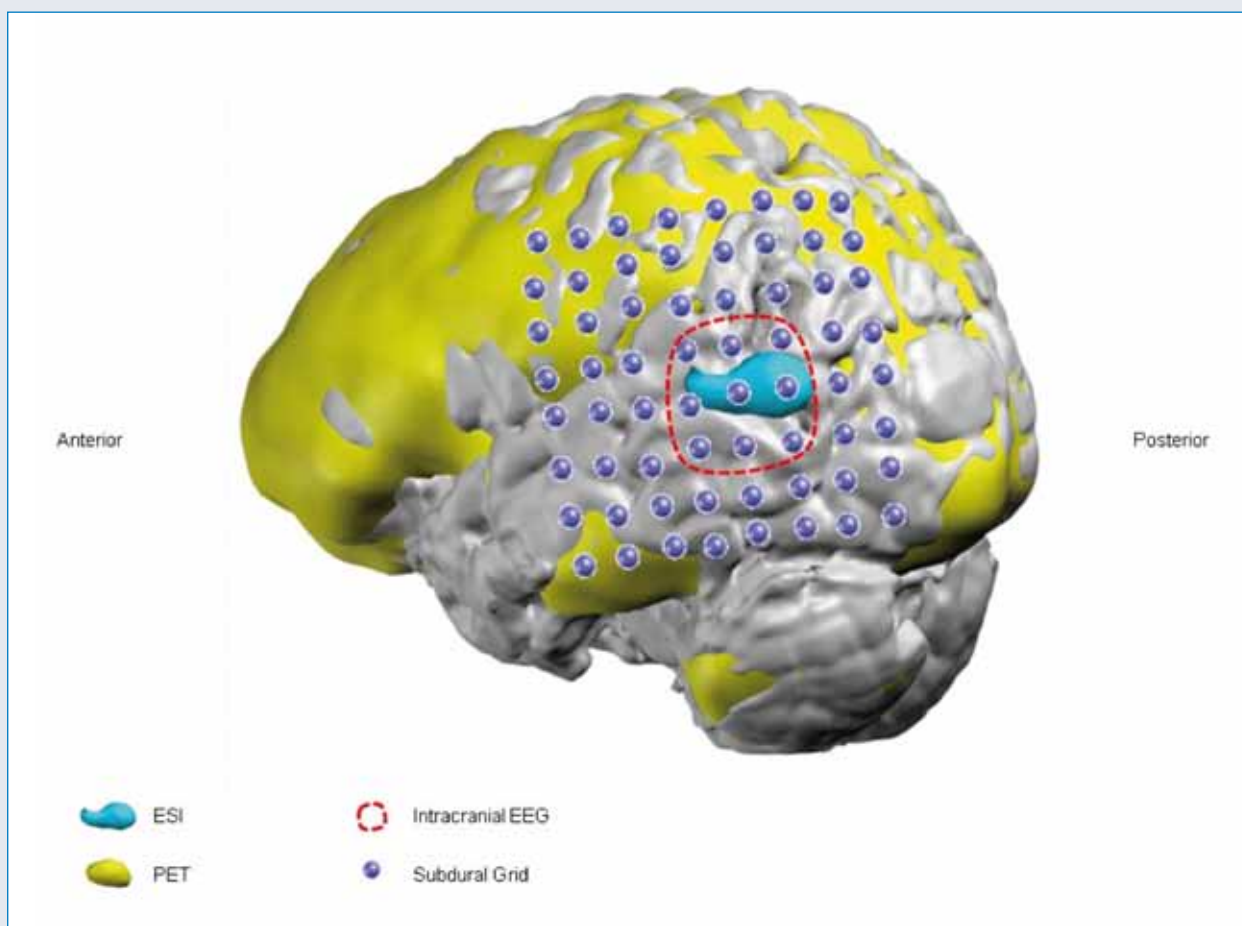 Anterior
Posterior
ESI
Intracranial EEG
PET
Subdural Grid